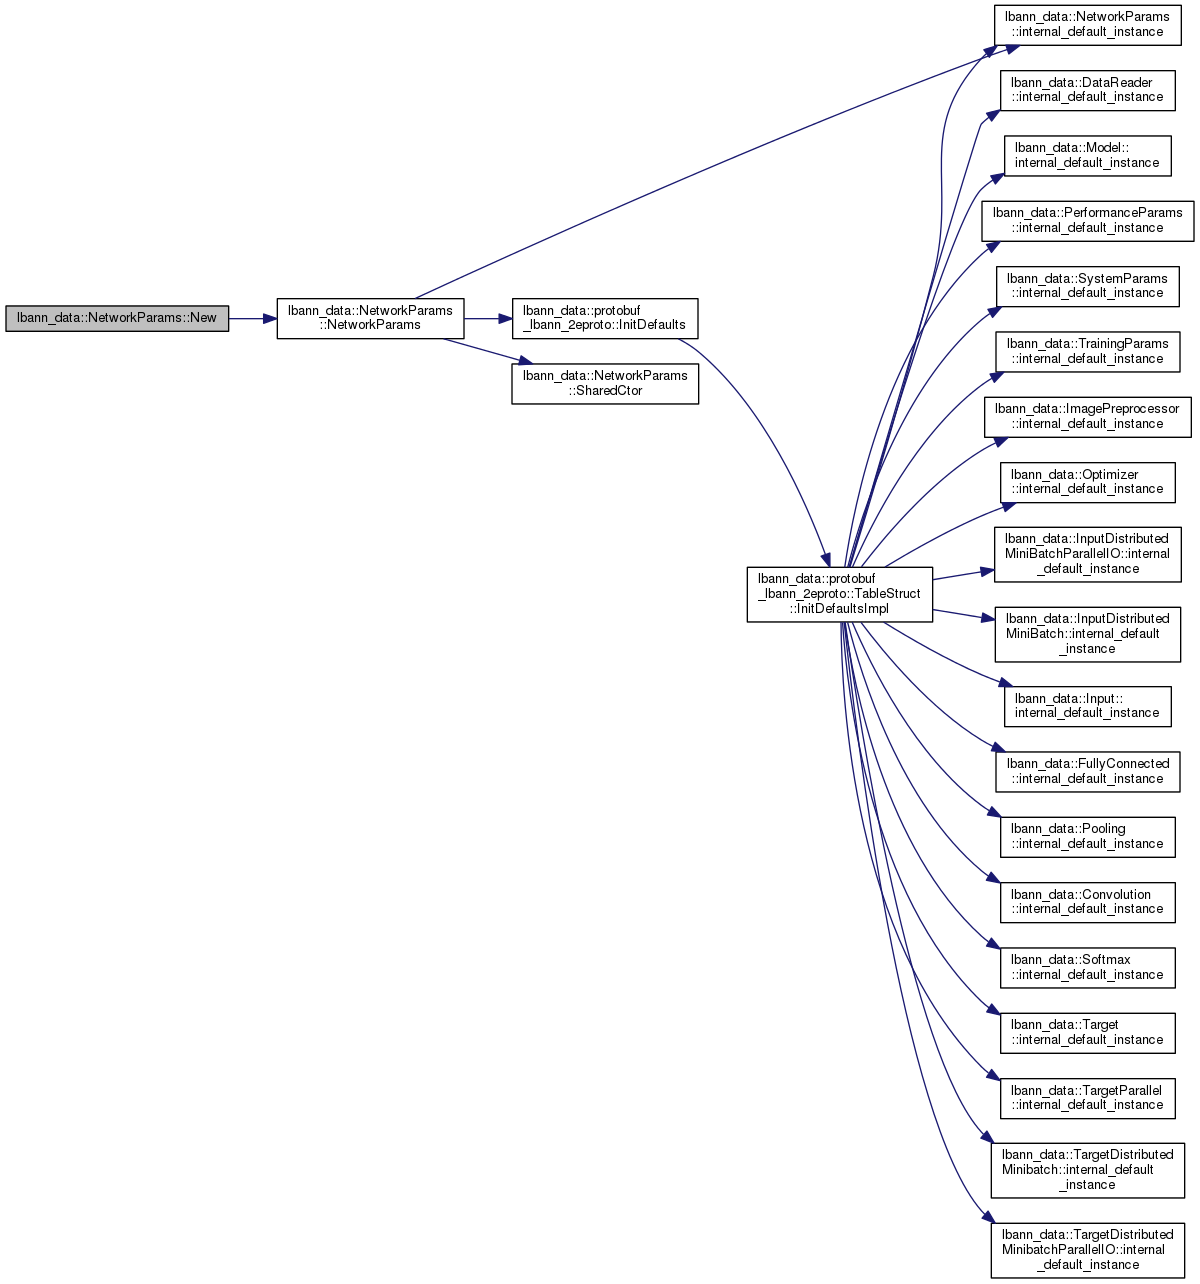 lbann_data::NetworkParams::New
lbann_data::NetworkParams
::NetworkParams
lbann_data::protobuf
_lbann_2eproto::InitDefaults
lbann_data::NetworkParams
::SharedCtor
lbann_data::protobuf
_lbann_2eproto::TableStruct
::InitDefaultsImpl
lbann_data::NetworkParams
::internal_default_instance
lbann_data::DataReader
::internal_default_instance
lbann_data::Model::
internal_default_instance
lbann_data::PerformanceParams
::internal_default_instance
lbann_data::SystemParams
::internal_default_instance
lbann_data::TrainingParams
::internal_default_instance
lbann_data::ImagePreprocessor
::internal_default_instance
lbann_data::Optimizer
::internal_default_instance
lbann_data::InputDistributed
MiniBatchParallelIO::internal
_default_instance
lbann_data::InputDistributed
MiniBatch::internal_default
_instance
lbann_data::Input::
internal_default_instance
lbann_data::FullyConnected
::internal_default_instance
lbann_data::Pooling
::internal_default_instance
lbann_data::Convolution
::internal_default_instance
lbann_data::Softmax
::internal_default_instance
lbann_data::Target
::internal_default_instance
lbann_data::TargetParallel
::internal_default_instance
lbann_data::TargetDistributed
Minibatch::internal_default
_instance
lbann_data::TargetDistributed
MinibatchParallelIO::internal
_default_instance